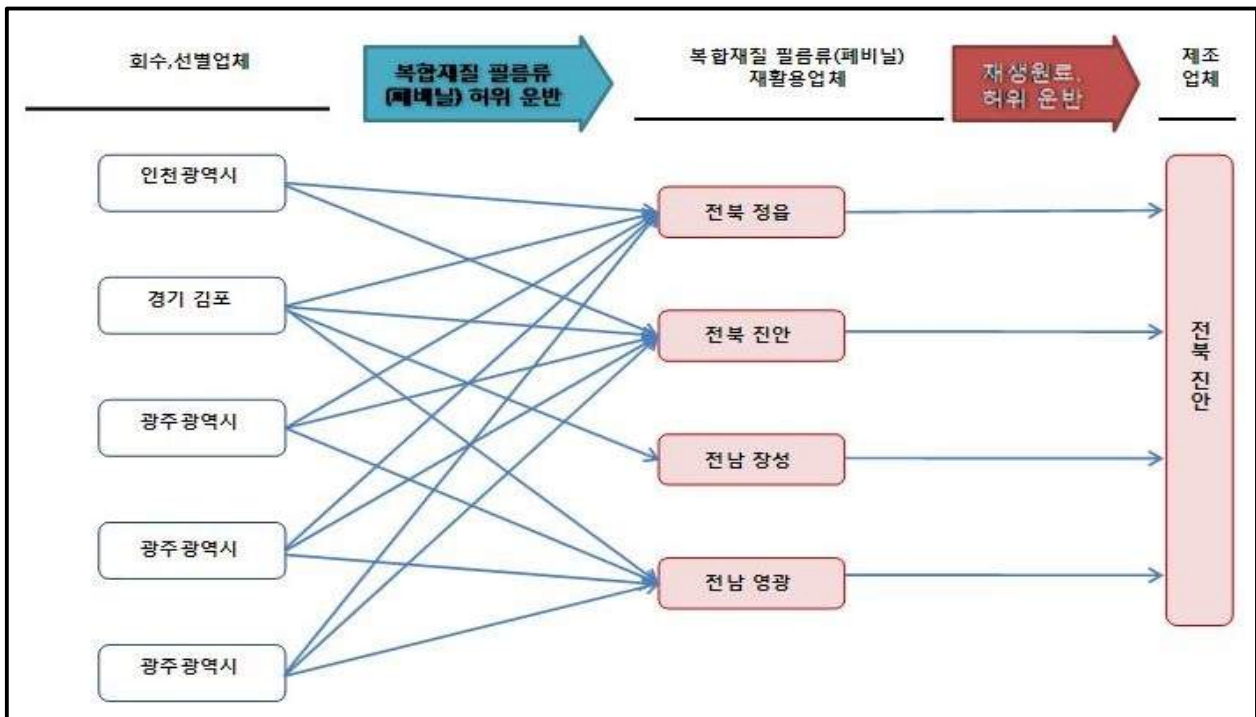 회수,선별업체
복합재질 필름류
(폐비닐) 허위 운반
복합재질 필름류(폐비닐)
재활용업체
재생원료,
허위 운반
제조
업체
인천광역시
경기 김포
광주광역시
광주광역시
광주광역시
전북 정읍
전북 진안
전남 장성
전남 영광
전북 진안